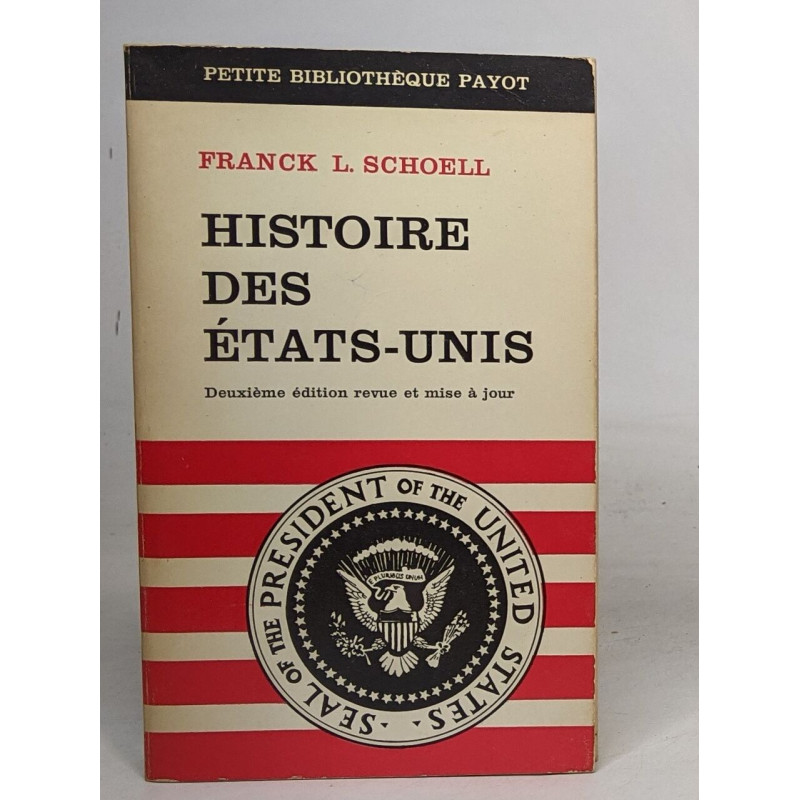 PETITE BIBLIOTHÈQUE PAYOT
FRANCK L. SCHOELL
HISTOIRE
DES
ÉTATS-UNIS
Deuxième édition revue et mise à jour
SEAL OF THE PRESIDENT OF THE UNITED STATES
E PLURIBUS UNUM